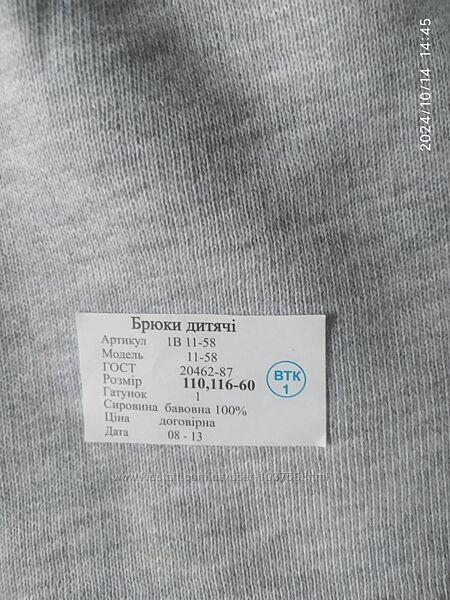 2024/10/14 14:45
Брюки дитячі
Артикул 1В 11-58
Модель 11-58
ГОСТ 20462-87
Розмір 110,116-60
Гатунок 1
Сировина бавовна 100%
Ціна договірна
Дата 08 - 13
ВТК
1